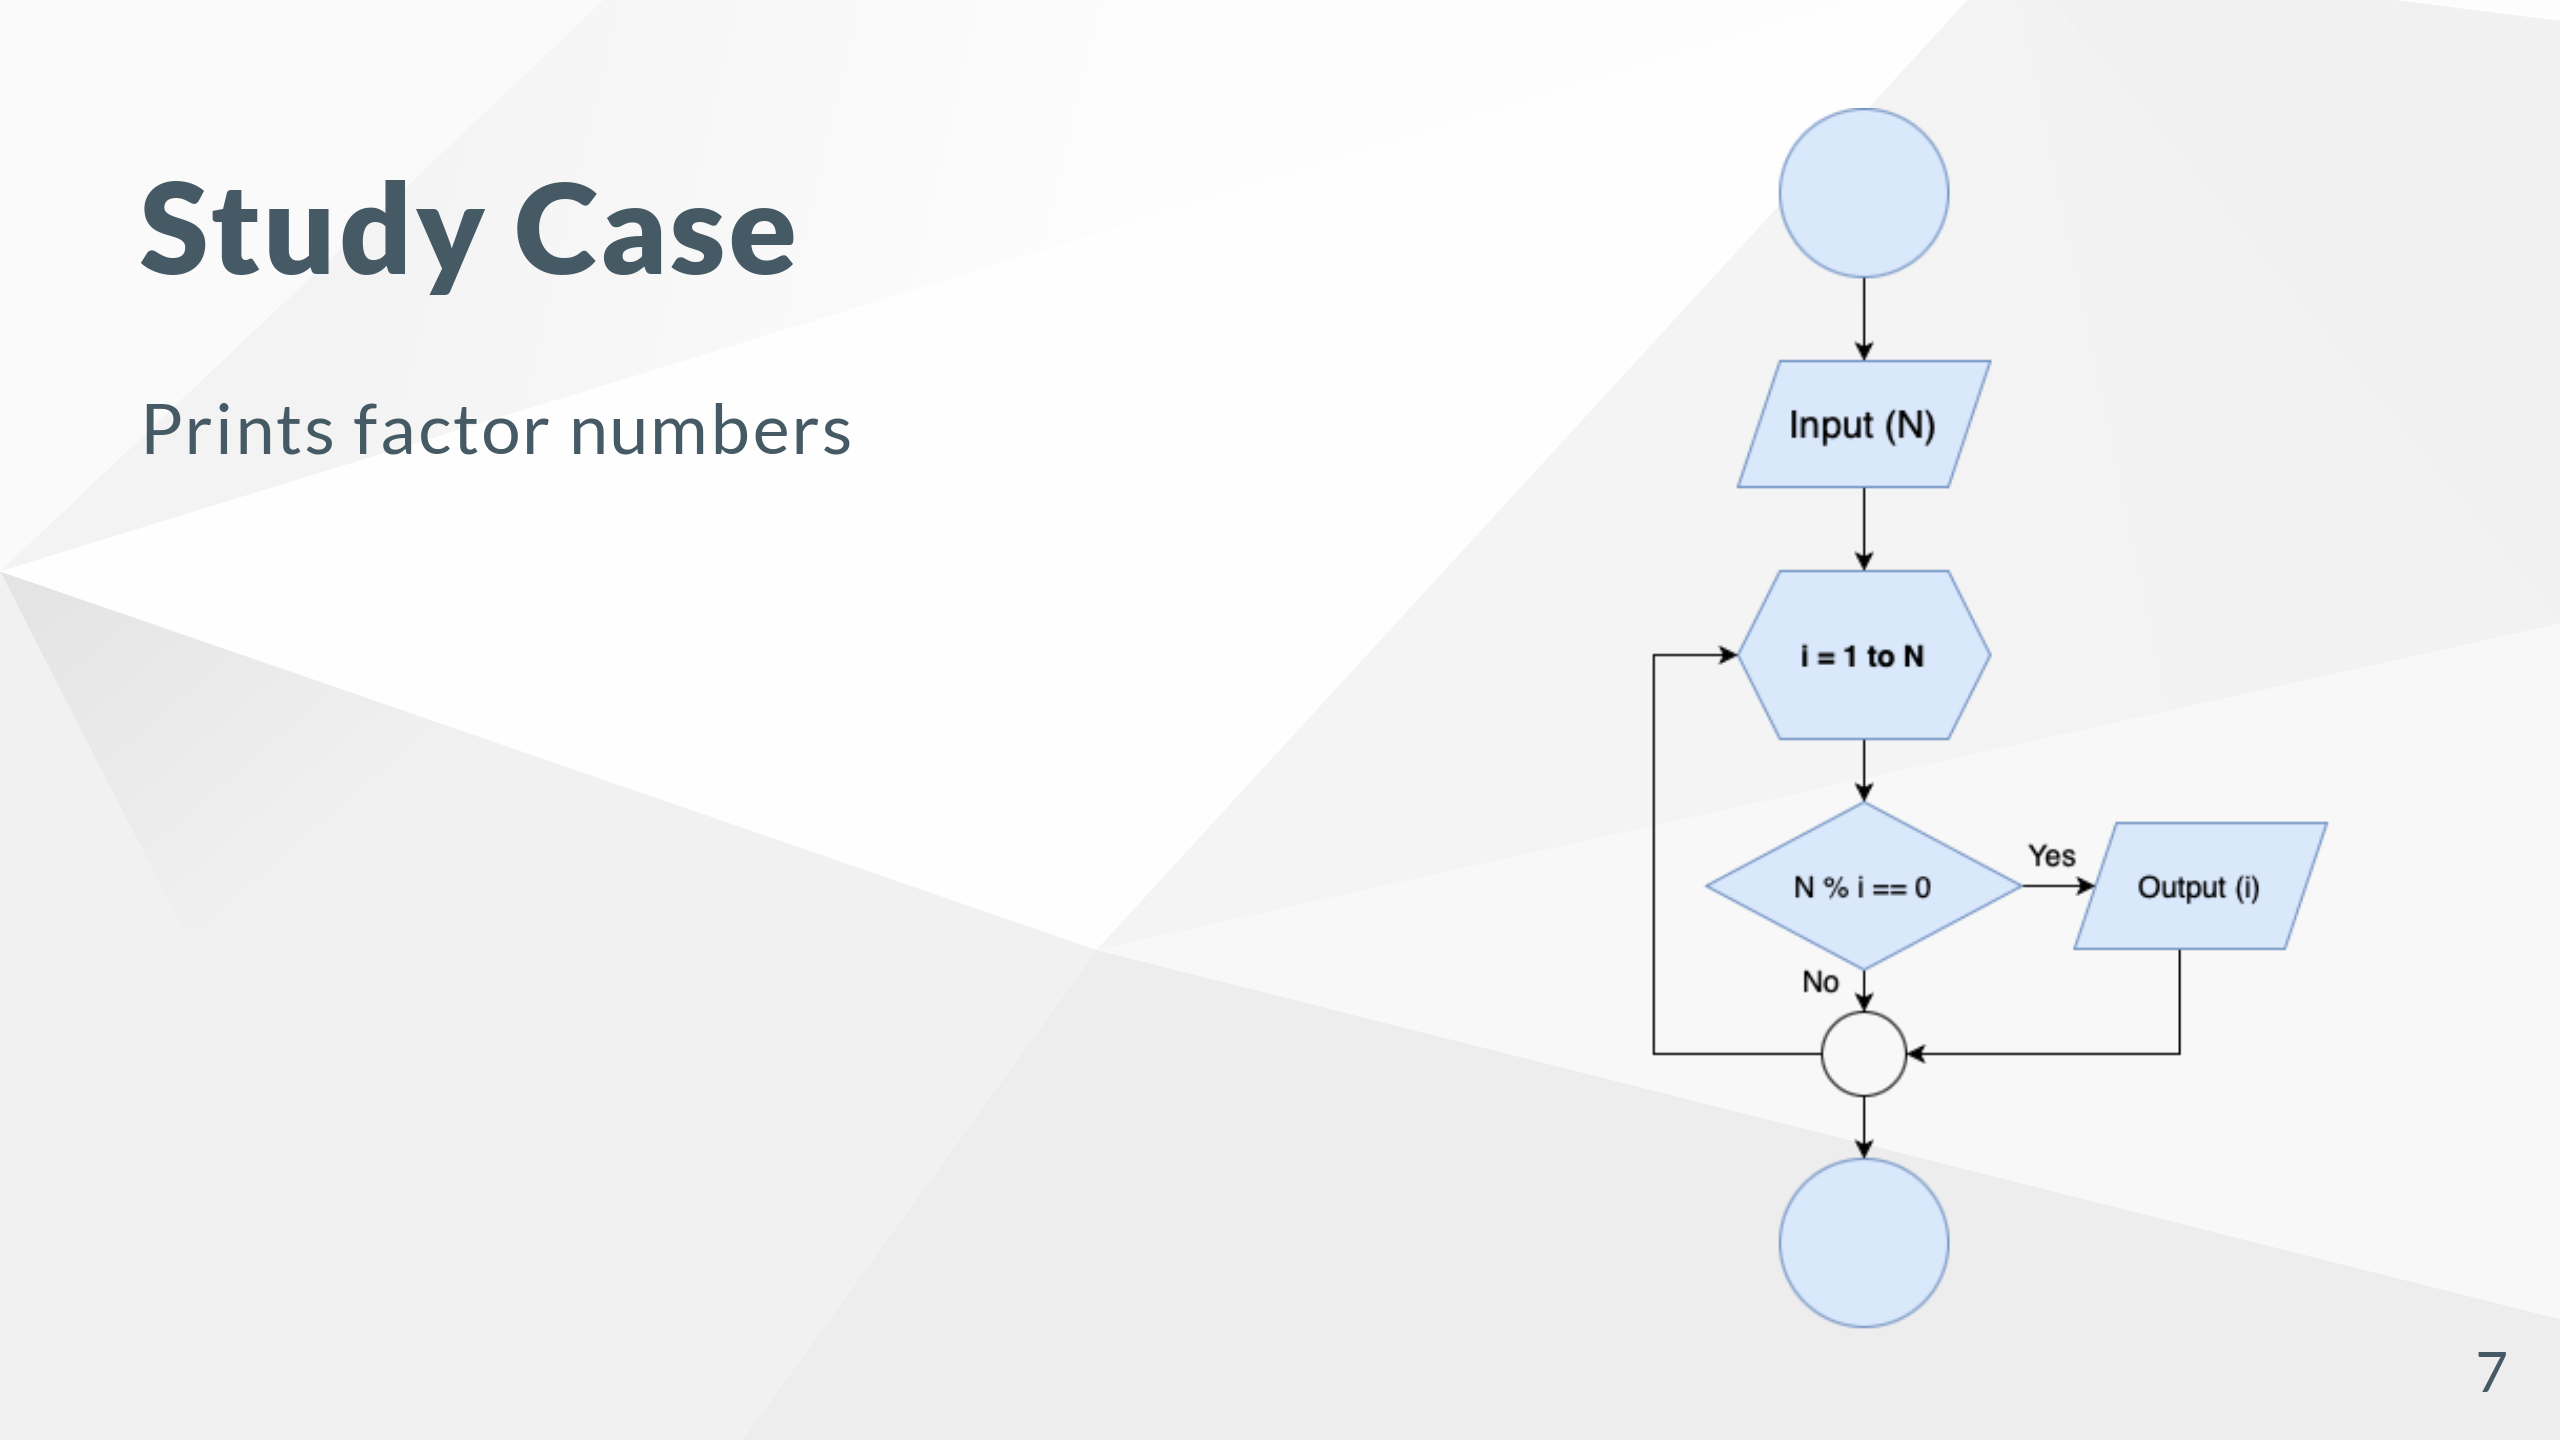 Study Case
Prints factor numbers
Input (N)
i = 1 to N
N % i == 0
Yes
Output (i)
No
7